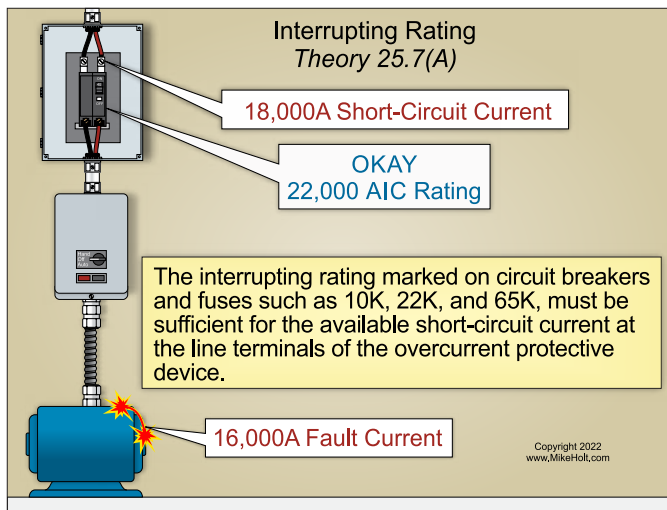 Interrupting Rating
Theory 25.7(A)
18,000A Short-Circuit Current
OKAY
22,000 AIC Rating
Hand
Off
Auto
The interrupting rating marked on circuit breakers
and fuses such as 10K, 22K, and 65K, must be
sufficient for the available short-circuit current at
the line terminals of the overcurrent protective
device.
16,000A Fault Current
Copyright 2022
www.MikeHolt.com